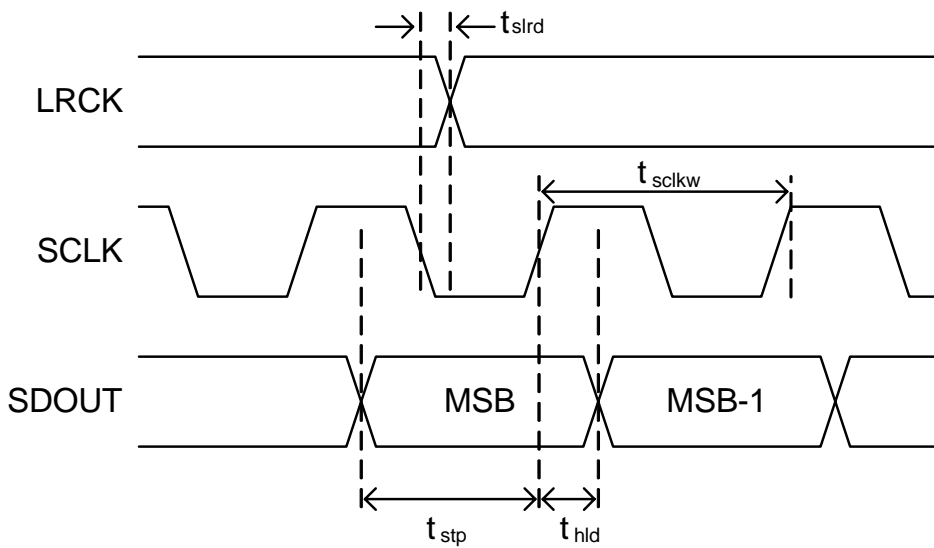 tslrd
LRCK
tsclkw
SCLK
SDOUT
MSB
MSB-1
tstp
thld